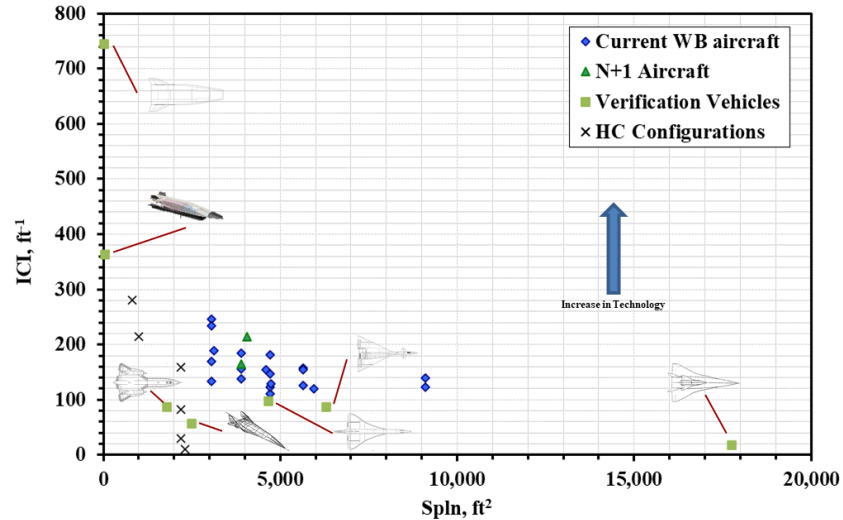 800
700
600
500
400
300
200
100
0
ICI, ft⁻¹
Current WB aircraft
N+1 Aircraft
Verification Vehicles
HC Configurations
Increase in Technology
0 5,000 10,000 15,000 20,000
Spln, ft²